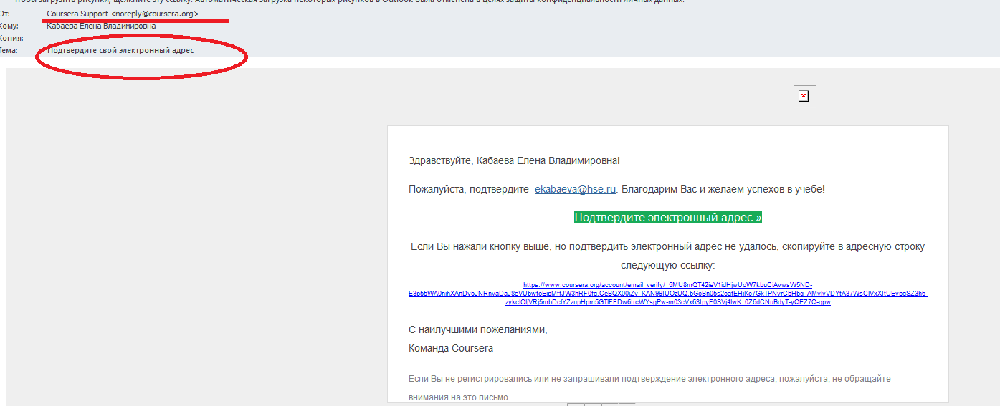 чтобы загрузить рисунки, щелкните эту ссылку. Автоматическая загрузка некоторых рисунков в Outlook была отменена в целях защиты конфиденциальности личных данных.
От: Coursera Support <noreply@coursera.org>
Кому: Кабаева Елена Владимировна
Копия:
Тема: Подтвердите свой электронный адрес
Здравствуйте, Кабаева Елена Владимировна!
Пожалуйста, подтвердите ekabaeva@hse.ru. Благодарим Вас и желаем успехов в учебе!
Подтвердите электронный адрес »
Если Вы нажали кнопку выше, но подтвердить электронный адрес не удалось, скопируйте в адресную строку
следующую ссылку:
https://www.coursera.org/account/email_verify/_5MU8mQT42ieV1idHjwUoW7kbuCiAvwsW5ND-
E3p55WA0nihXAnDv5JNRnyaDaJ8eVUbwfoEipMffJW3hRF0fg.CeBQX00iZy_KAN99IUOzUQ.bGcBn05s2cafEHjKc7GkTPNyrCbHbq_AMylvVDYtA37WsClVxXItUEvpqSZ3h6-
zykclOljVRj5mbDclYZzupHpm5GTlFFDw6IrcWYsgPw-m03cVx63IpyF0SVj4lwK_0Z6dCNuBdyT-yQEZ7Q-qpw
С наилучшими пожеланиями,
Команда Coursera
Если Вы не регистрировались или не запрашивали подтверждение электронного адреса, пожалуйста, не обращайте
внимания на это письмо.